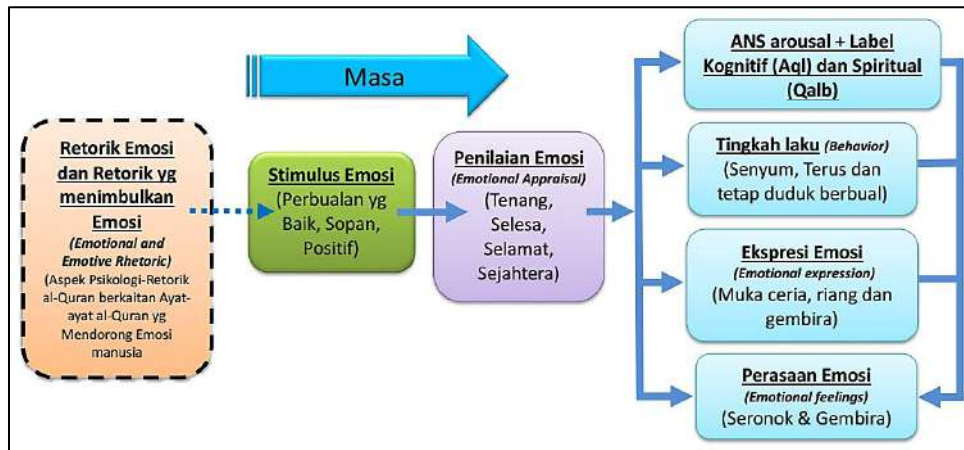 Masa
Retorik Emosi
dan Retorik yg
menimbulkan
Emosi
(Emotional and
Emotive Rhetoric)
(Aspek Psikologi-Retorik
al-Quran berkaitan Ayat-
ayat al-Quran yg
Mendorong Emosi
manusia
Stimulus Emosi
(Perbualan yg
Baik, Sopan,
Positif)
Penilaian Emosi
(Emotional Appraisal)
(Tenang,
Selesa,
Selamat,
Sejahtera)
ANS arousal + Label
Kognitif (Aql) dan Spiritual
(Qalb)
Tingkah laku (Behavior)
(Senyum, Terus dan
tetap duduk berbual)
Ekspresi Emosi
(Emotional expression)
(Muka ceria, riang dan
gembira)
Perasaan Emosi
(Emotional feelings)
(Seronok & Gembira)